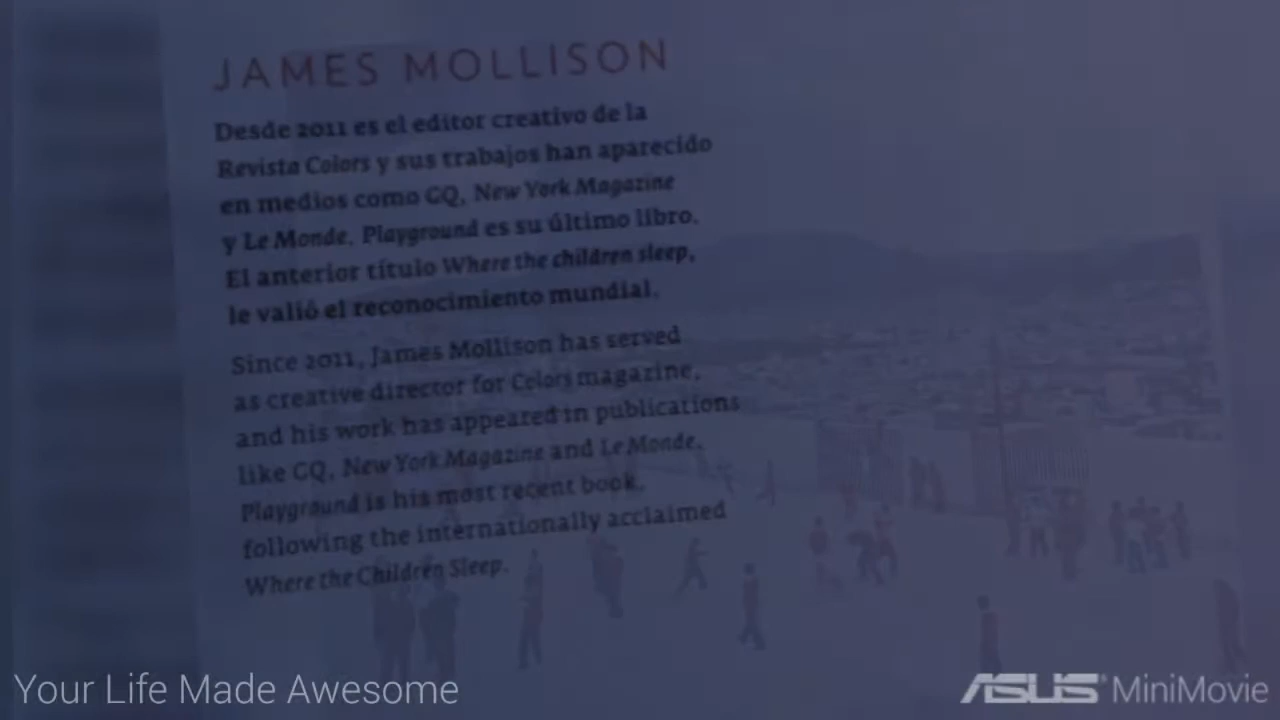 JAMES MOLLISON
Desde 2011 es el editor creativo de la
Revista Colors y sus trabajos han aparecido
en medios como GQ, New York Magazine
y Le Monde. Playground es su último libro.
El anterior título Where the children sleep,
le valió el reconocimiento mundial.
Since 2011, James Mollison has served
as creative director for Colors magazine,
and his work has appeared in publications
like GQ, New York Magazine and Le Monde.
Playground is his most recent book,
following the internationally acclaimed
Where the Children Sleep.
Your Life Made Awesome
ASUS MiniMovie